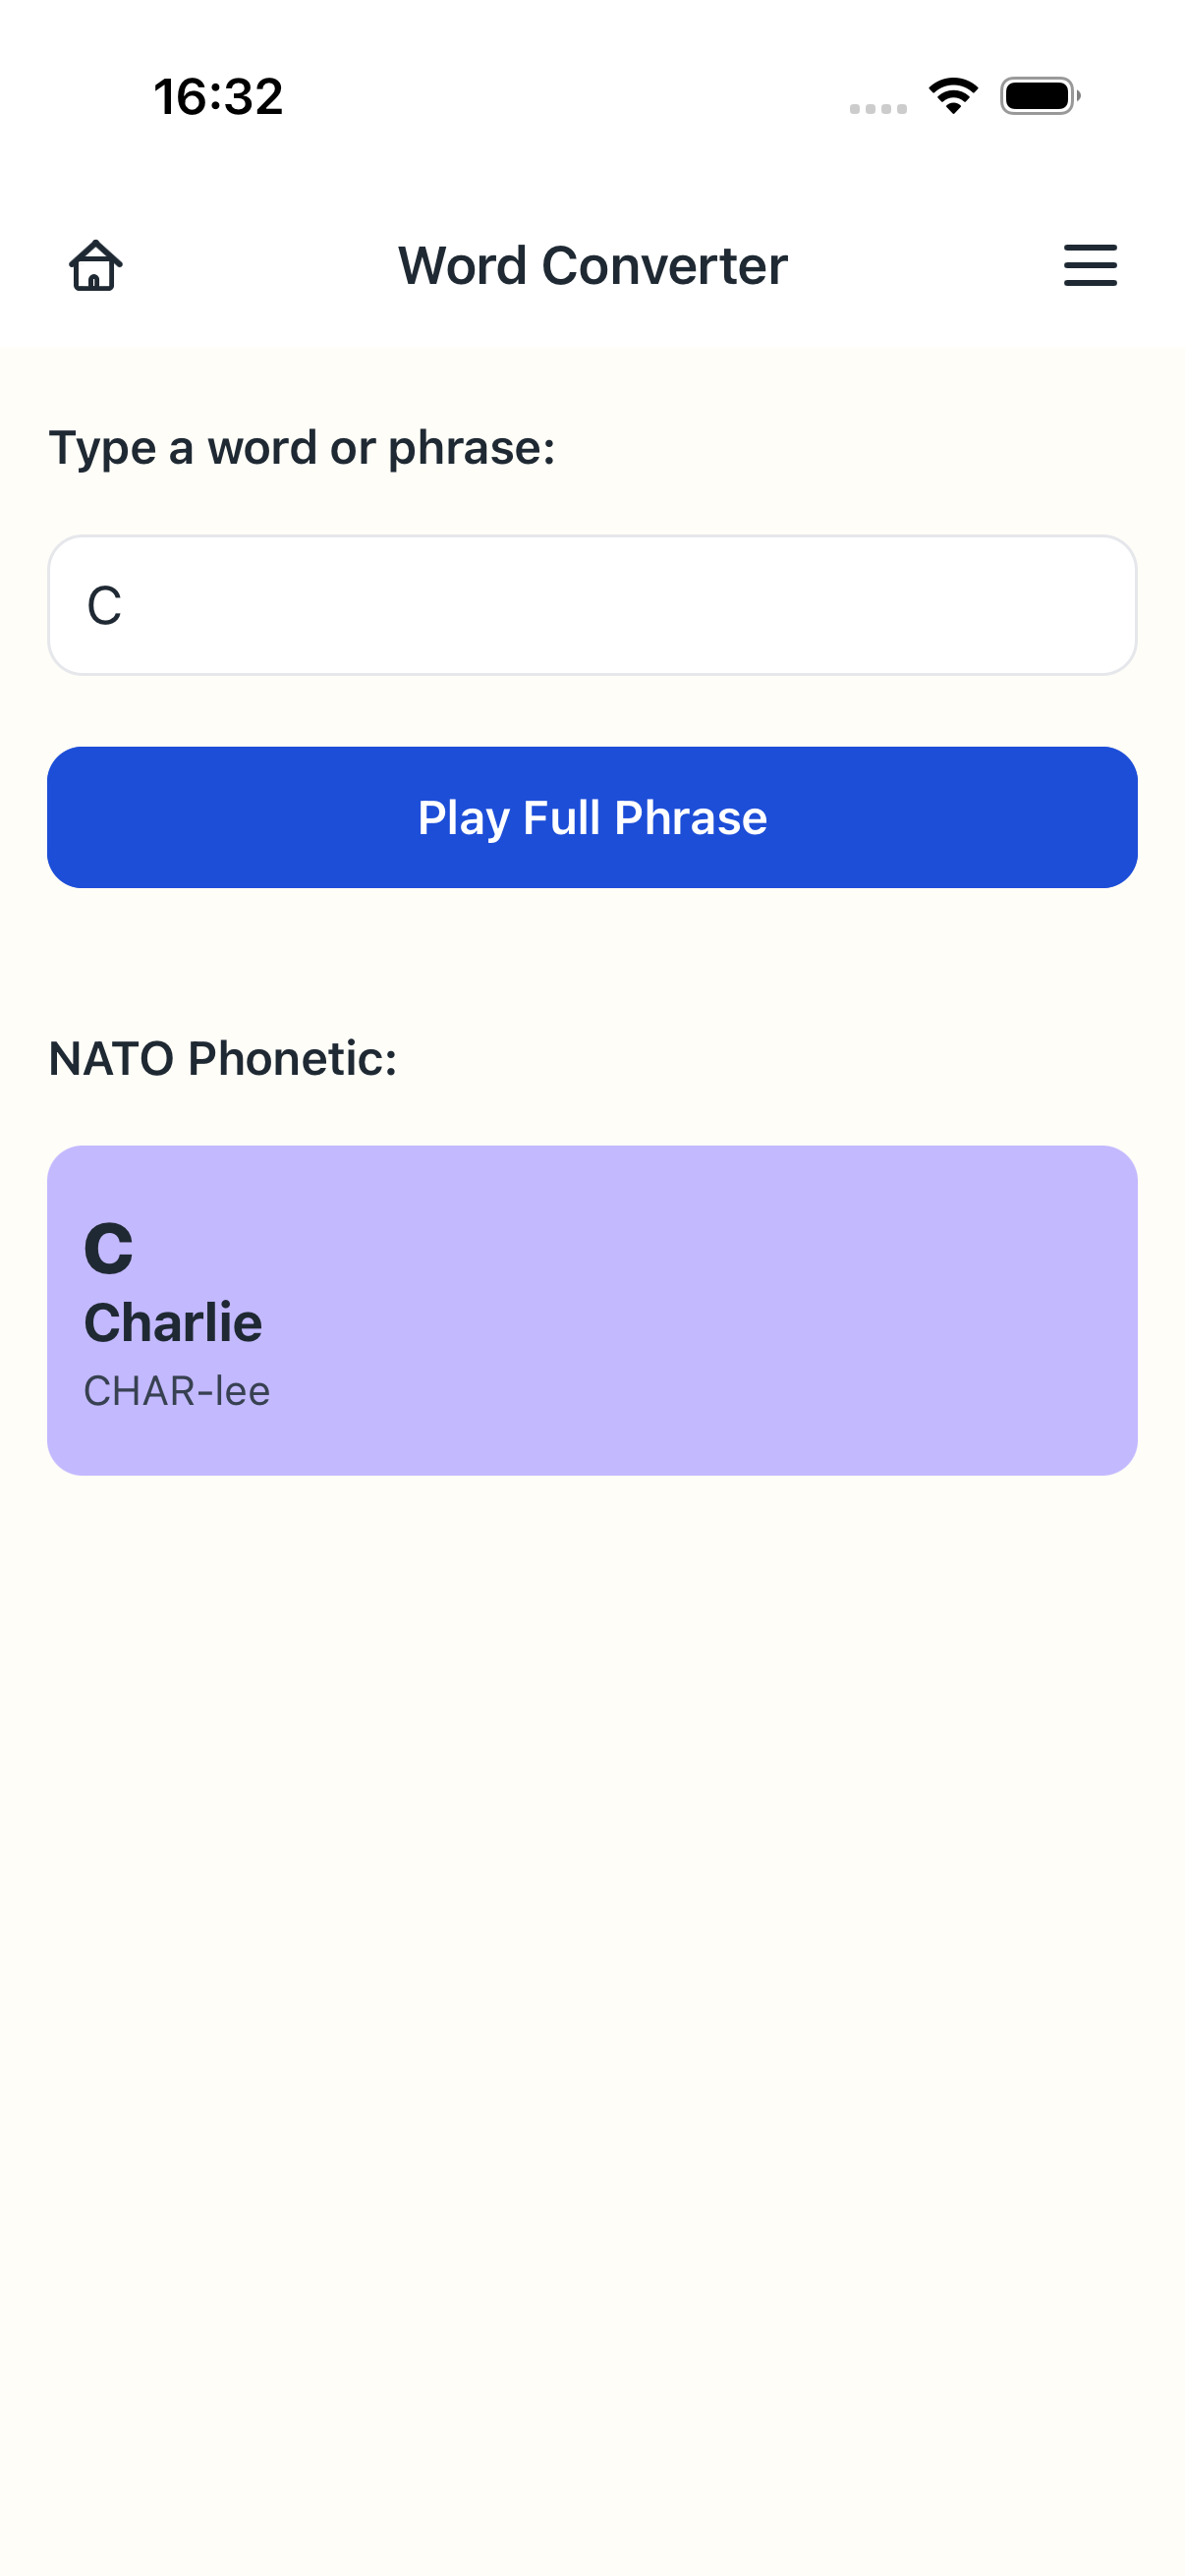 16:32
Word Converter
Type a word or phrase:
C
Play Full Phrase
NATO Phonetic:
C
Charlie
CHAR-lee